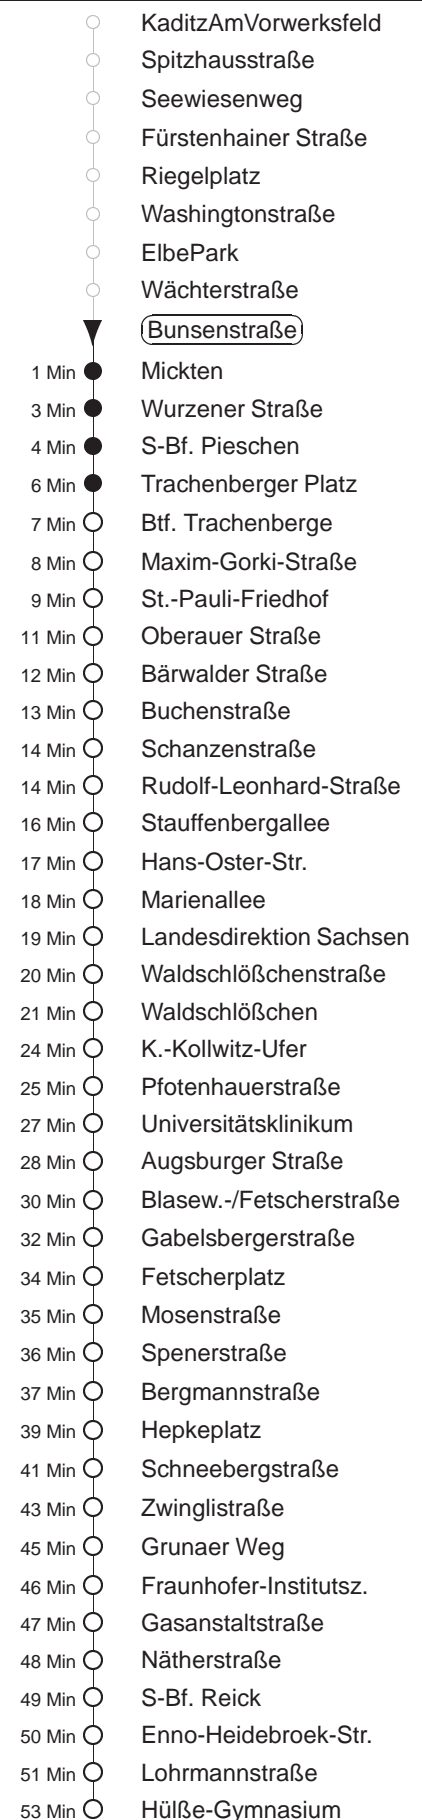 KaditzAmVorwerksfeld
Spitzhausstraße
Seewiesenweg
Fürstenhainer Straße
Riegelplatz
Washingtonstraße
ElbePark
Wächterstraße
Bunsenstraße
1 Min Mickten
3 Min Wurzener Straße
4 Min S-Bf. Pieschen
6 Min Trachenberger Platz
7 Min Btf. Trachenberge
8 Min Maxim-Gorki-Straße
9 Min St.-Pauli-Friedhof
11 Min Oberauer Straße
12 Min Bärwalder Straße
13 Min Buchenstraße
14 Min Schanzenstraße
14 Min Rudolf-Leonhard-Straße
16 Min Stauffenbergallee
17 Min Hans-Oster-Str.
18 Min Marienallee
19 Min Landesdirektion Sachsen
20 Min Waldschlößchenstraße
21 Min Waldschlößchen
24 Min K.-Kollwitz-Ufer
25 Min Pfotenhauerstraße
27 Min Universitätsklinikum
28 Min Augsburger Straße
30 Min Blasew.-/Fetscherstraße
32 Min Gabelsbergerstraße
34 Min Fetscherplatz
35 Min Mosenstraße
36 Min Spenerstraße
37 Min Bergmannstraße
39 Min Hepkeplatz
41 Min Schneebergstraße
43 Min Zwinglistraße
45 Min Grunaer Weg
46 Min Fraunhofer-Institutsz.
47 Min Gasanstaltstraße
48 Min Nätherstraße
49 Min S-Bf. Reick
50 Min Enno-Heidebroek-Str.
51 Min Lohrmannstraße
53 Min Hülße-Gymnasium